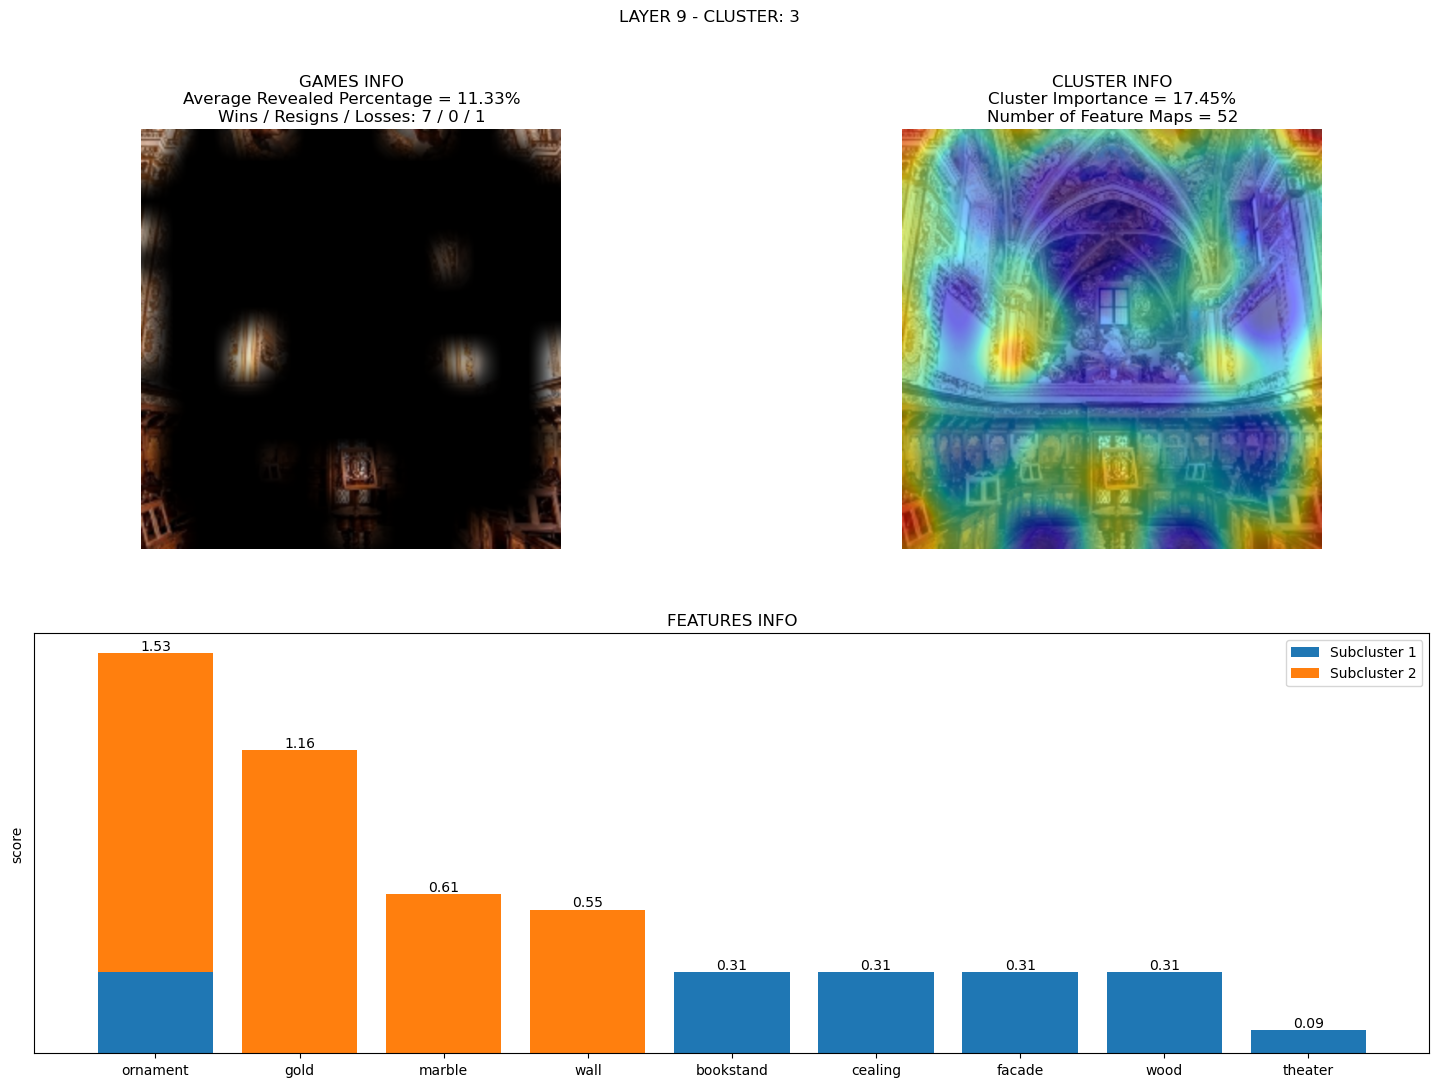 LAYER 9 - CLUSTER: 3
GAMES INFO
Average Revealed Percentage = 11.33%
Wins / Resigns / Losses: 7 / 0 / 1
CLUSTER INFO
Cluster Importance = 17.45%
Number of Feature Maps = 52
FEATURES INFO
Subcluster 1
Subcluster 2
score
1.53
1.16
0.61
0.55
0.31
0.31
0.31
0.31
0.09
ornament
gold
marble
wall
bookstand
cealing
facade
wood
theater